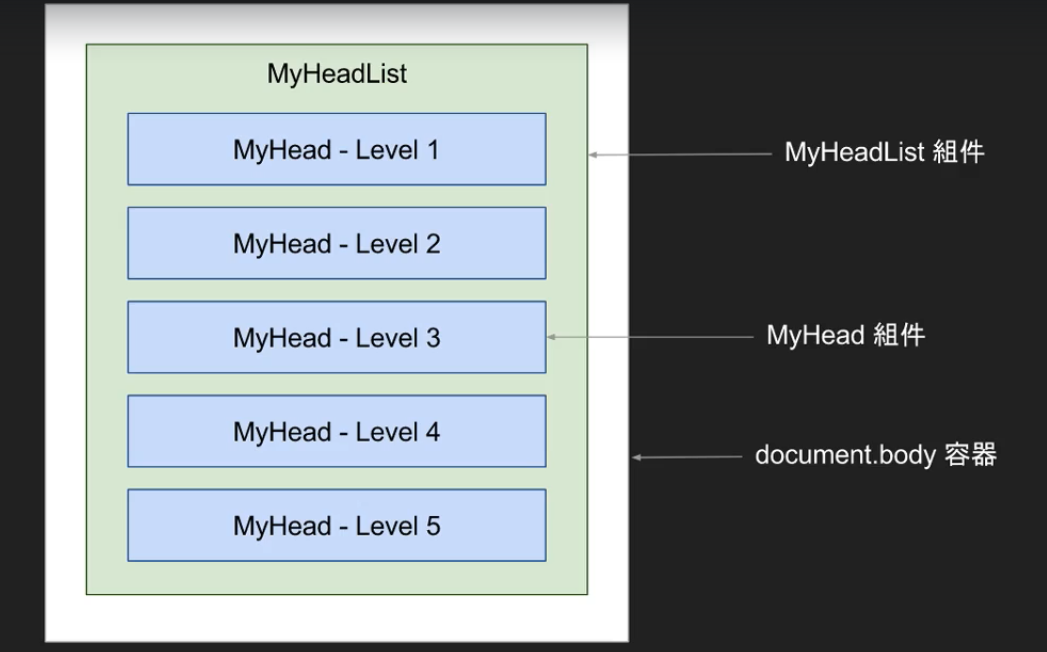 MyHeadList
MyHead - Level 1
MyHeadList 組件
MyHead - Level 2
MyHead - Level 3
MyHead 組件
MyHead - Level 4
document.body 容器
MyHead - Level 5